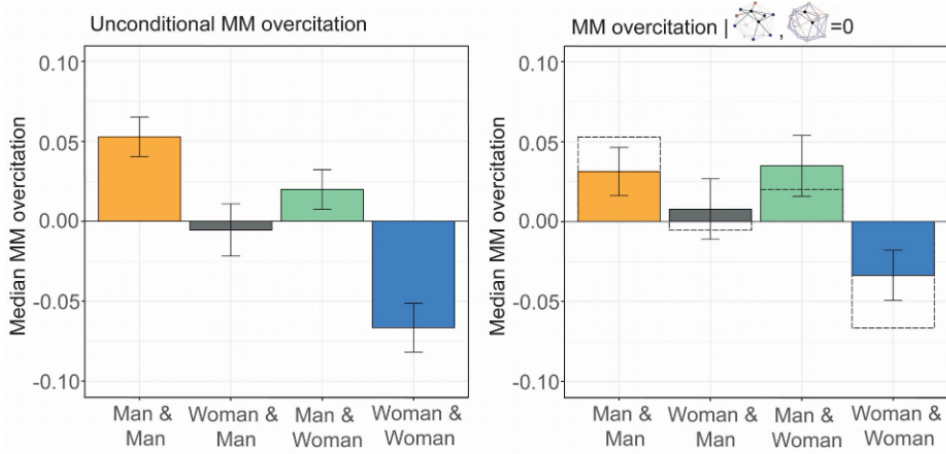 Unconditional MM overcitation
Median MM overcitation
0.10
0.05
0.00
-0.05
-0.10
Man & Man
Woman & Man
Man & Woman
Woman & Woman
MM overcitation | , =0
Median MM overcitation
0.10
0.05
0.00
-0.05
-0.10
Man & Man
Woman & Man
Man & Woman
Woman & Woman